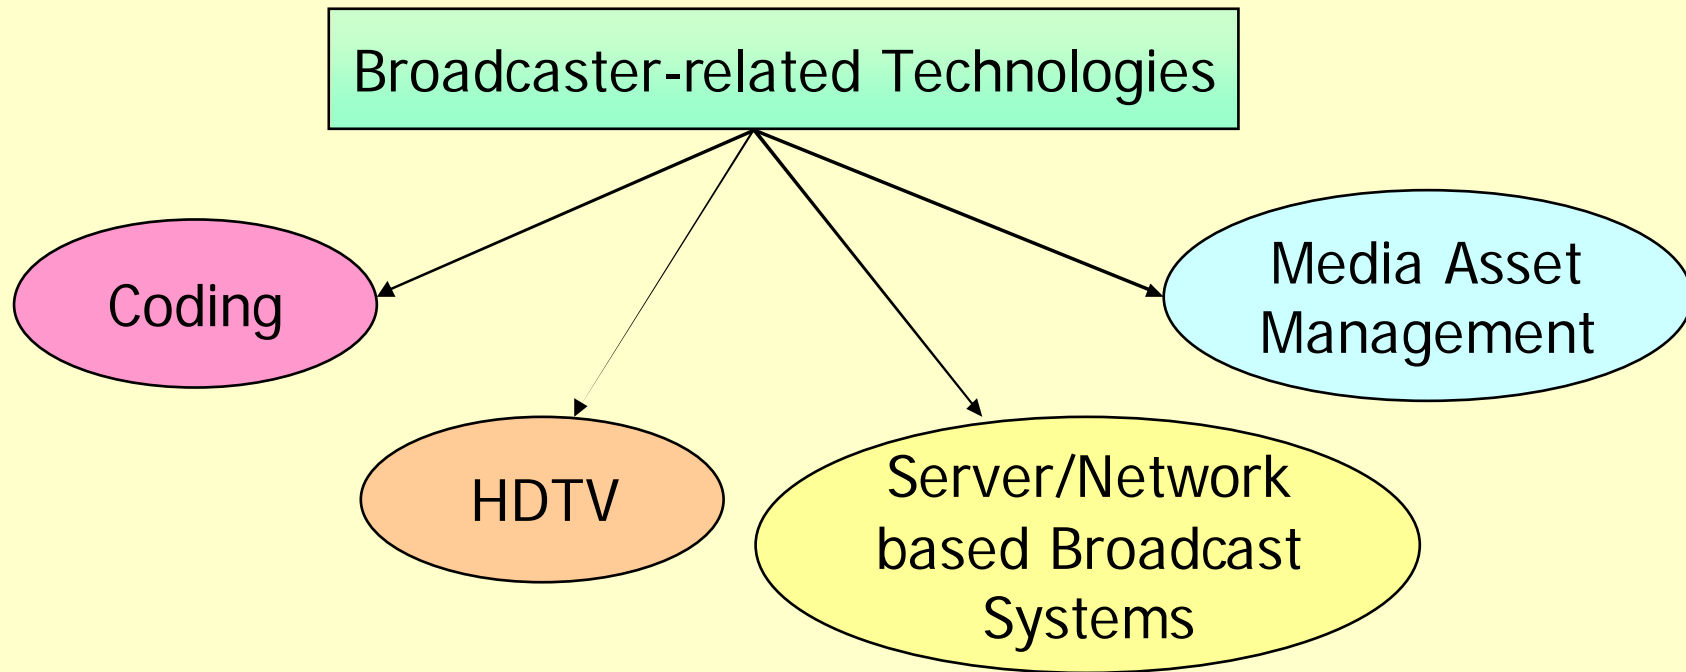 Broadcaster-related Technologies
Coding
Media Asset
Management
HDTV
Server/Network
based Broadcast
Systems